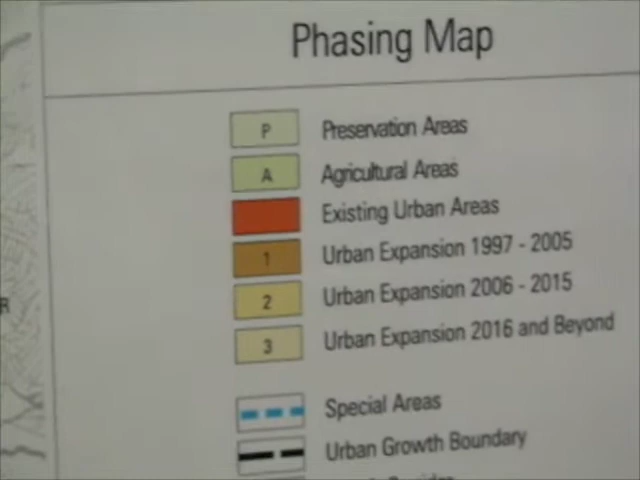 Phasing Map
P Preservation Areas
A Agricultural Areas
Existing Urban Areas
1 Urban Expansion 1997 - 2005
2 Urban Expansion 2006 - 2015
R
3 Urban Expansion 2016 and Beyond
Special Areas
Urban Growth Boundary